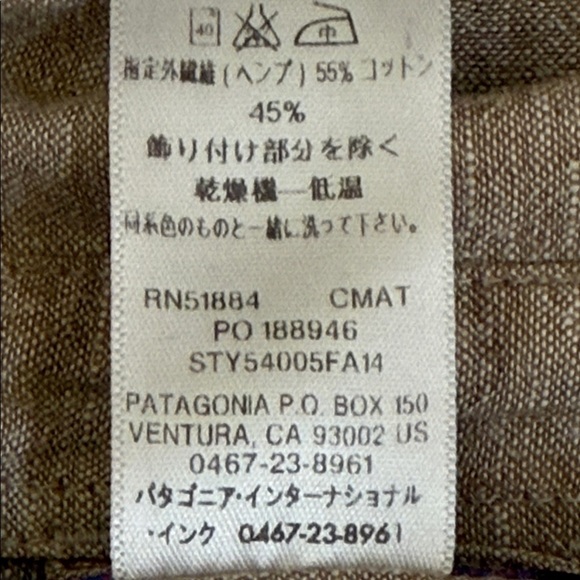 40 中
指定外繊維(ヘンプ) 55% コットン
45%
飾り付け部分を除く
乾燥機—低温
同系色のものと一緒に洗って下さい。
RN51884 CMAT
PO 188946
STY54005FA14
PATAGONIA P.O. BOX 150
VENTURA, CA 93002 US
0467-23-8961
パタゴニア・インターナショナル
・インク 0467-23-8961